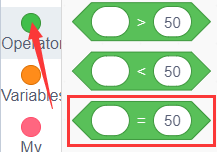 > 50
Operator
< 50
Variables
= 50
My